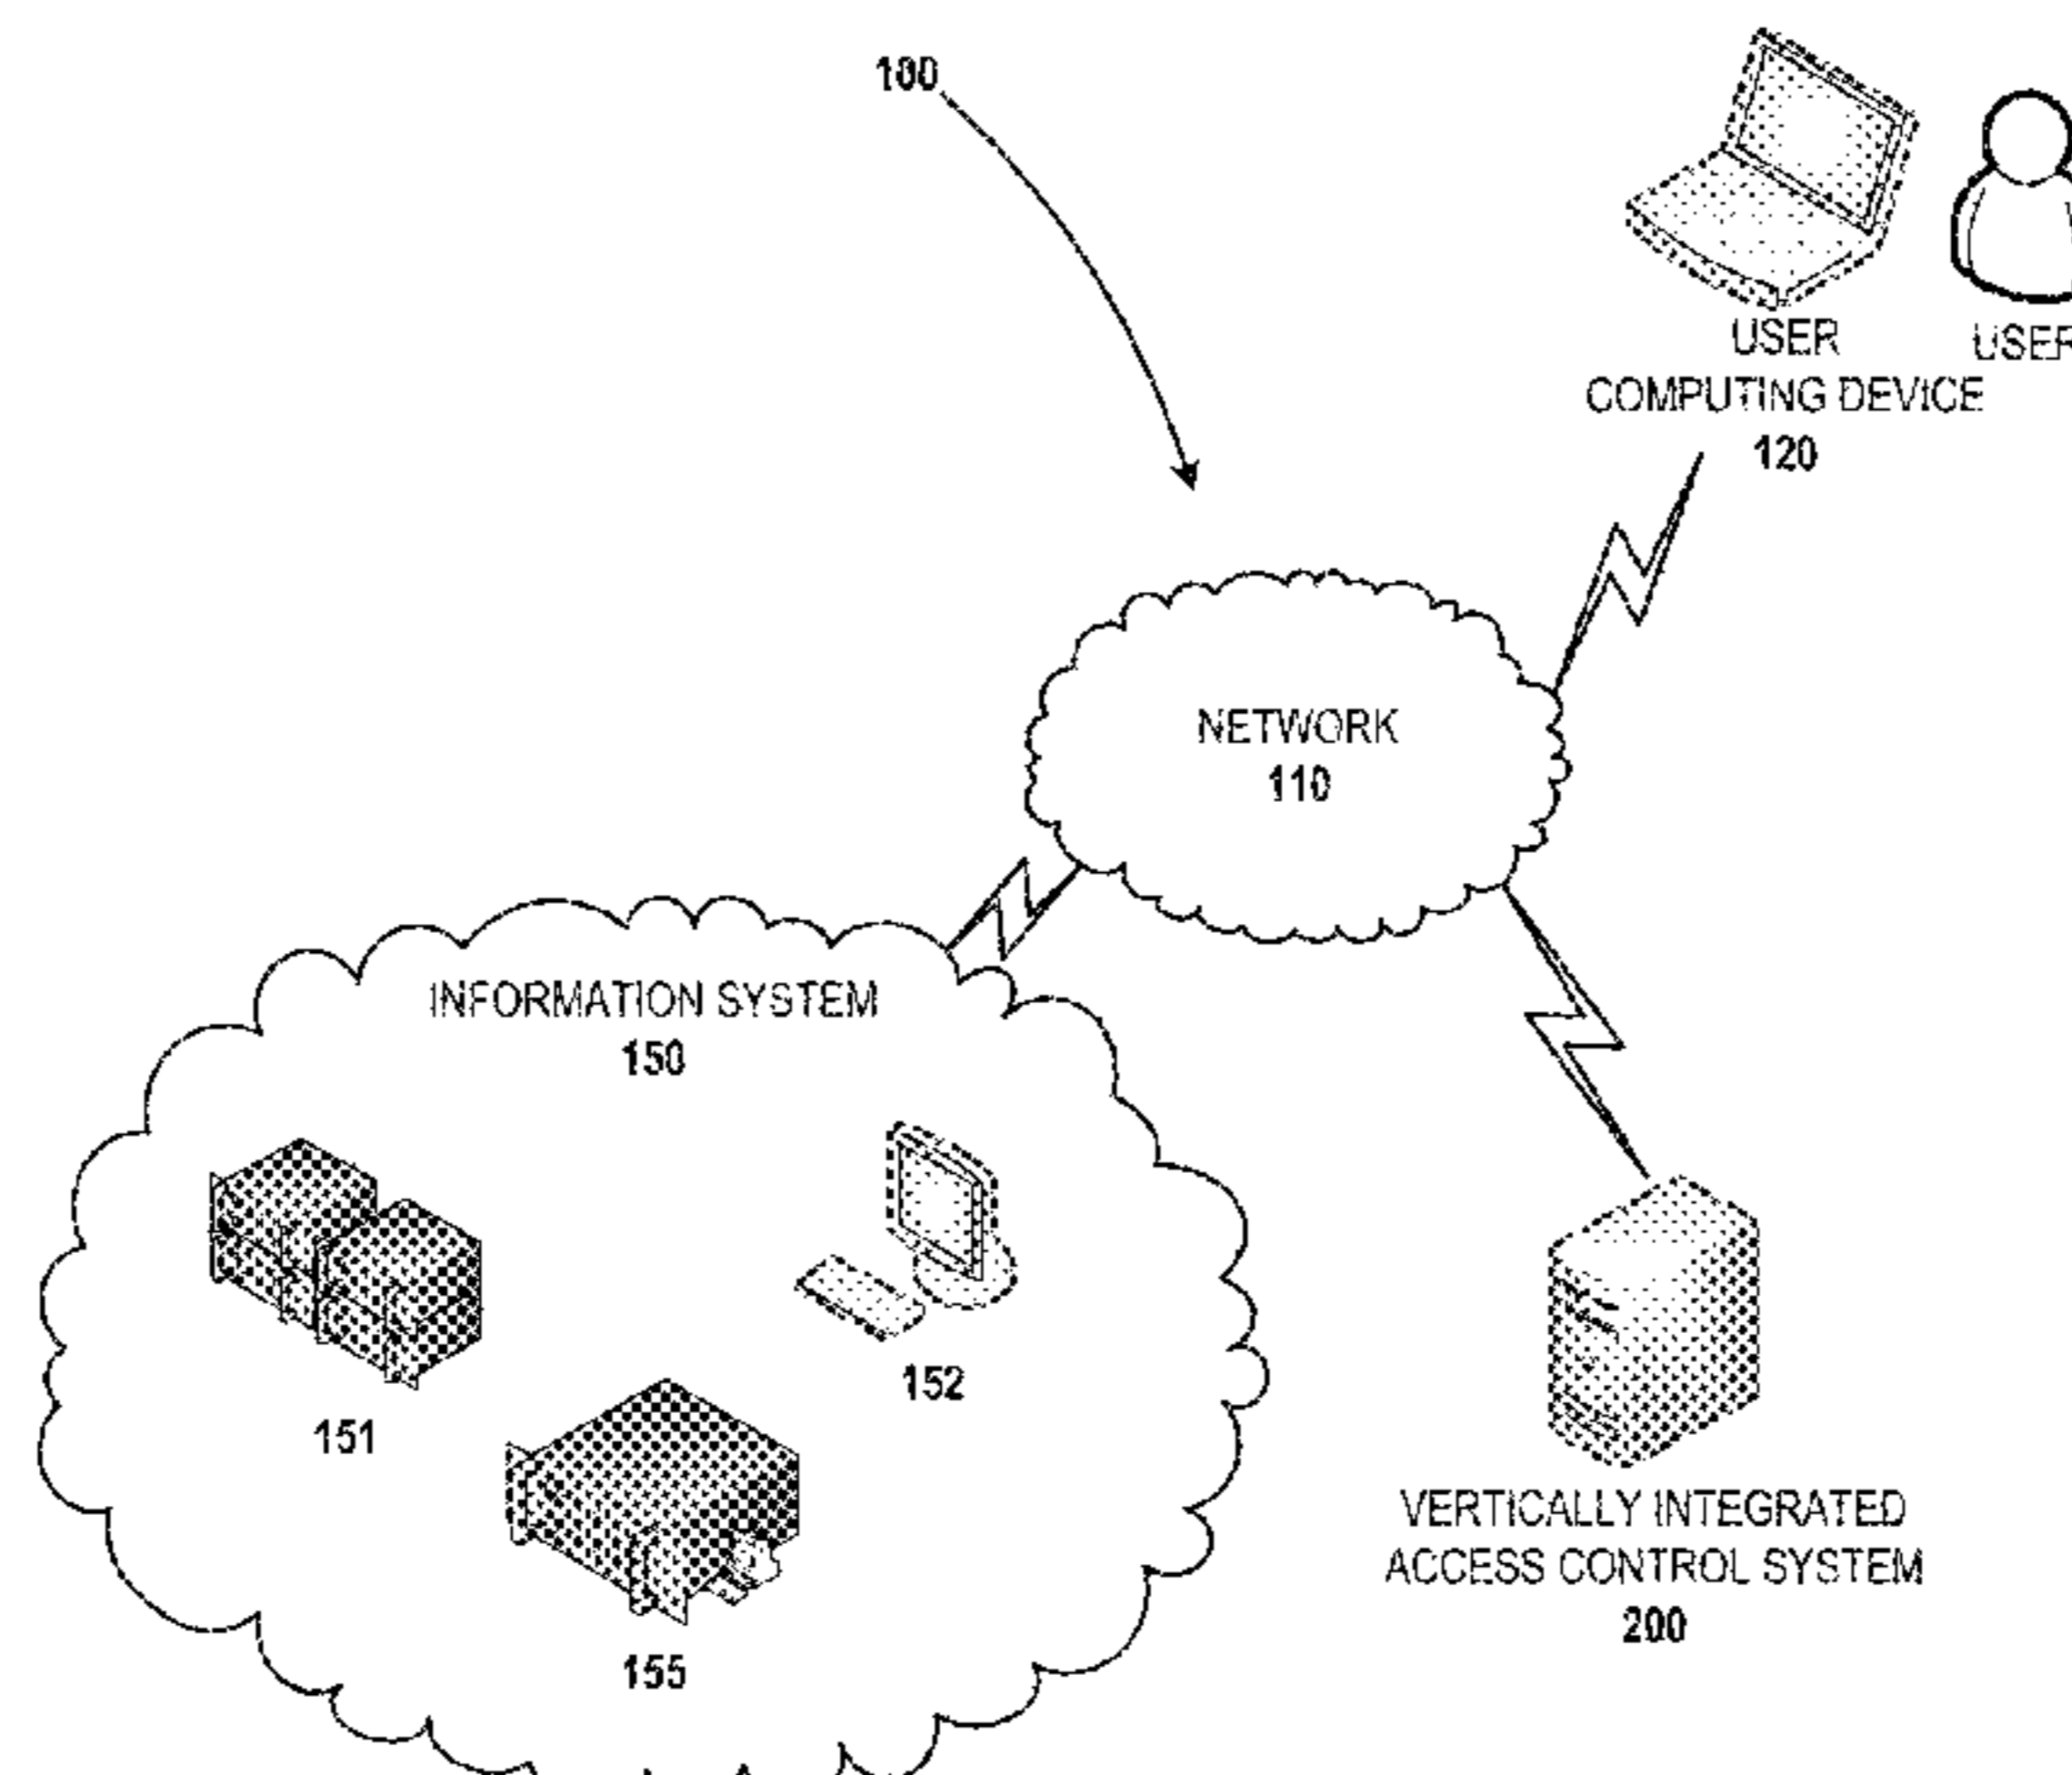 100
USER
COMPUTING DEVICE
120
USER
NETWORK
110
INFORMATION SYSTEM
150
151
152
155
VERTICALLY INTEGRATED
ACCESS CONTROL SYSTEM
200